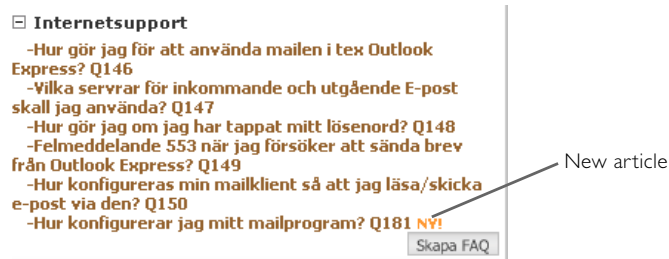 Internetsupport
-Hur gör jag för att använda mailen i tex Outlook
Express? Q146
-Vilka servrar för inkommande och utgående E-post
skall jag använda? Q147
-Hur gör jag om jag har tappat mitt lösenord? Q148
-Felmeddelande 553 när jag försöker att sända brev
från Outlook Express? Q149
-Hur konfigureras min mailklient så att jag läsa/skicka
e-post via den? Q150
-Hur konfigurerar jag mitt mailprogram? Q181 NY!
Skapa FAQ
New article